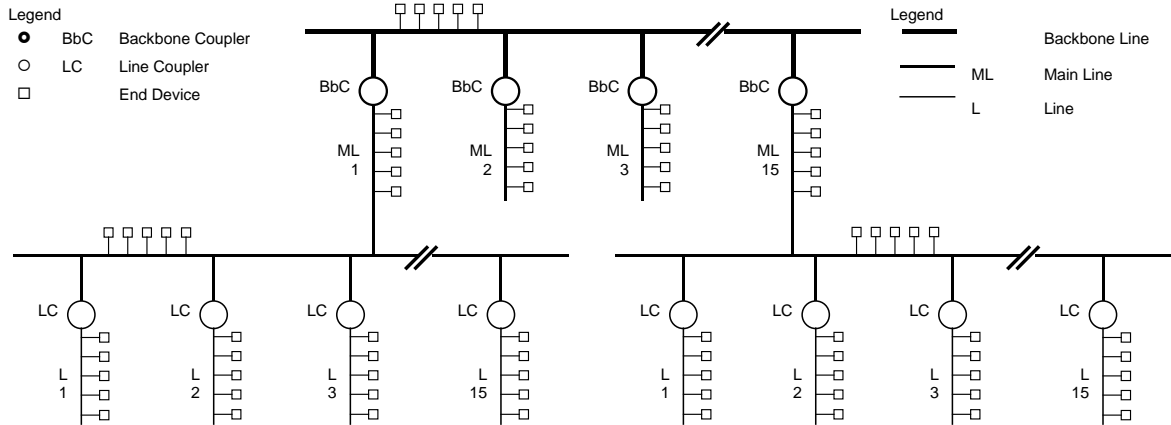 Legend
BbC Backbone Coupler
LC Line Coupler
End Device
Legend
Backbone Line
ML Main Line
L Line
BbC BbC BbC BbC
ML ML ML ML
1 2 3 15
LC LC LC LC LC LC LC LC
L L L L L L L L
1 2 3 15 1 2 3 15